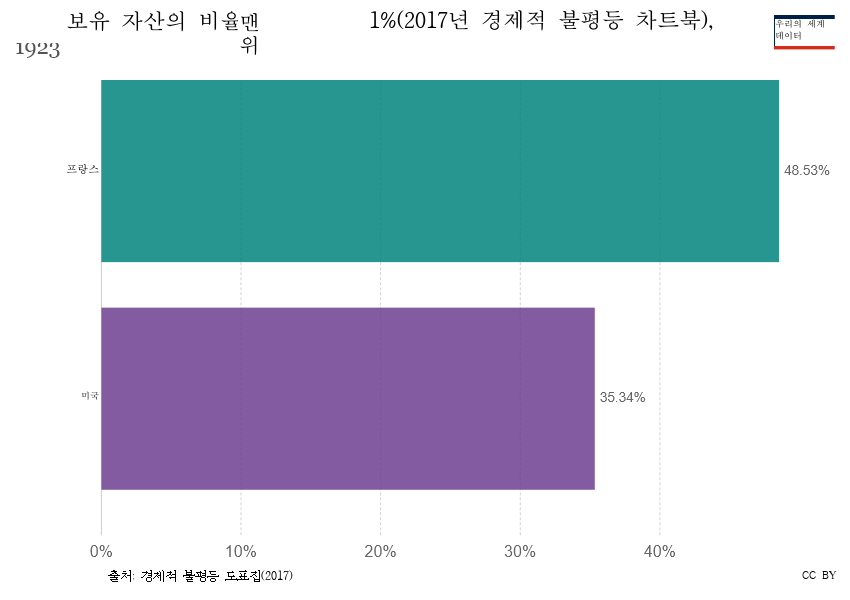 보유 자산의 비율맨
위
1%(2017년 경제적 불평등 차트북),
1923
우리의 세계
데이터
프랑스
48.53%
미국
35.34%
0% 10% 20% 30% 40%
출처: 경제적 불평등 도표집(2017)
CC BY